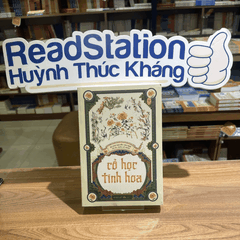 ReadStation
Huỳnh Thúc Kháng
cổ học
tinh hoa